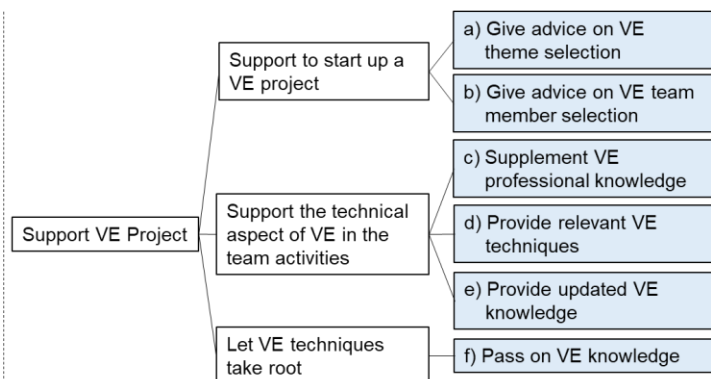 Support VE Project
Support to start up a
VE project
a) Give advice on VE
theme selection
b) Give advice on VE team
member selection
Support the technical
aspect of VE in the
team activities
c) Supplement VE
professional knowledge
d) Provide relevant VE
techniques
e) Provide updated VE
knowledge
Let VE techniques
take root
f) Pass on VE knowledge